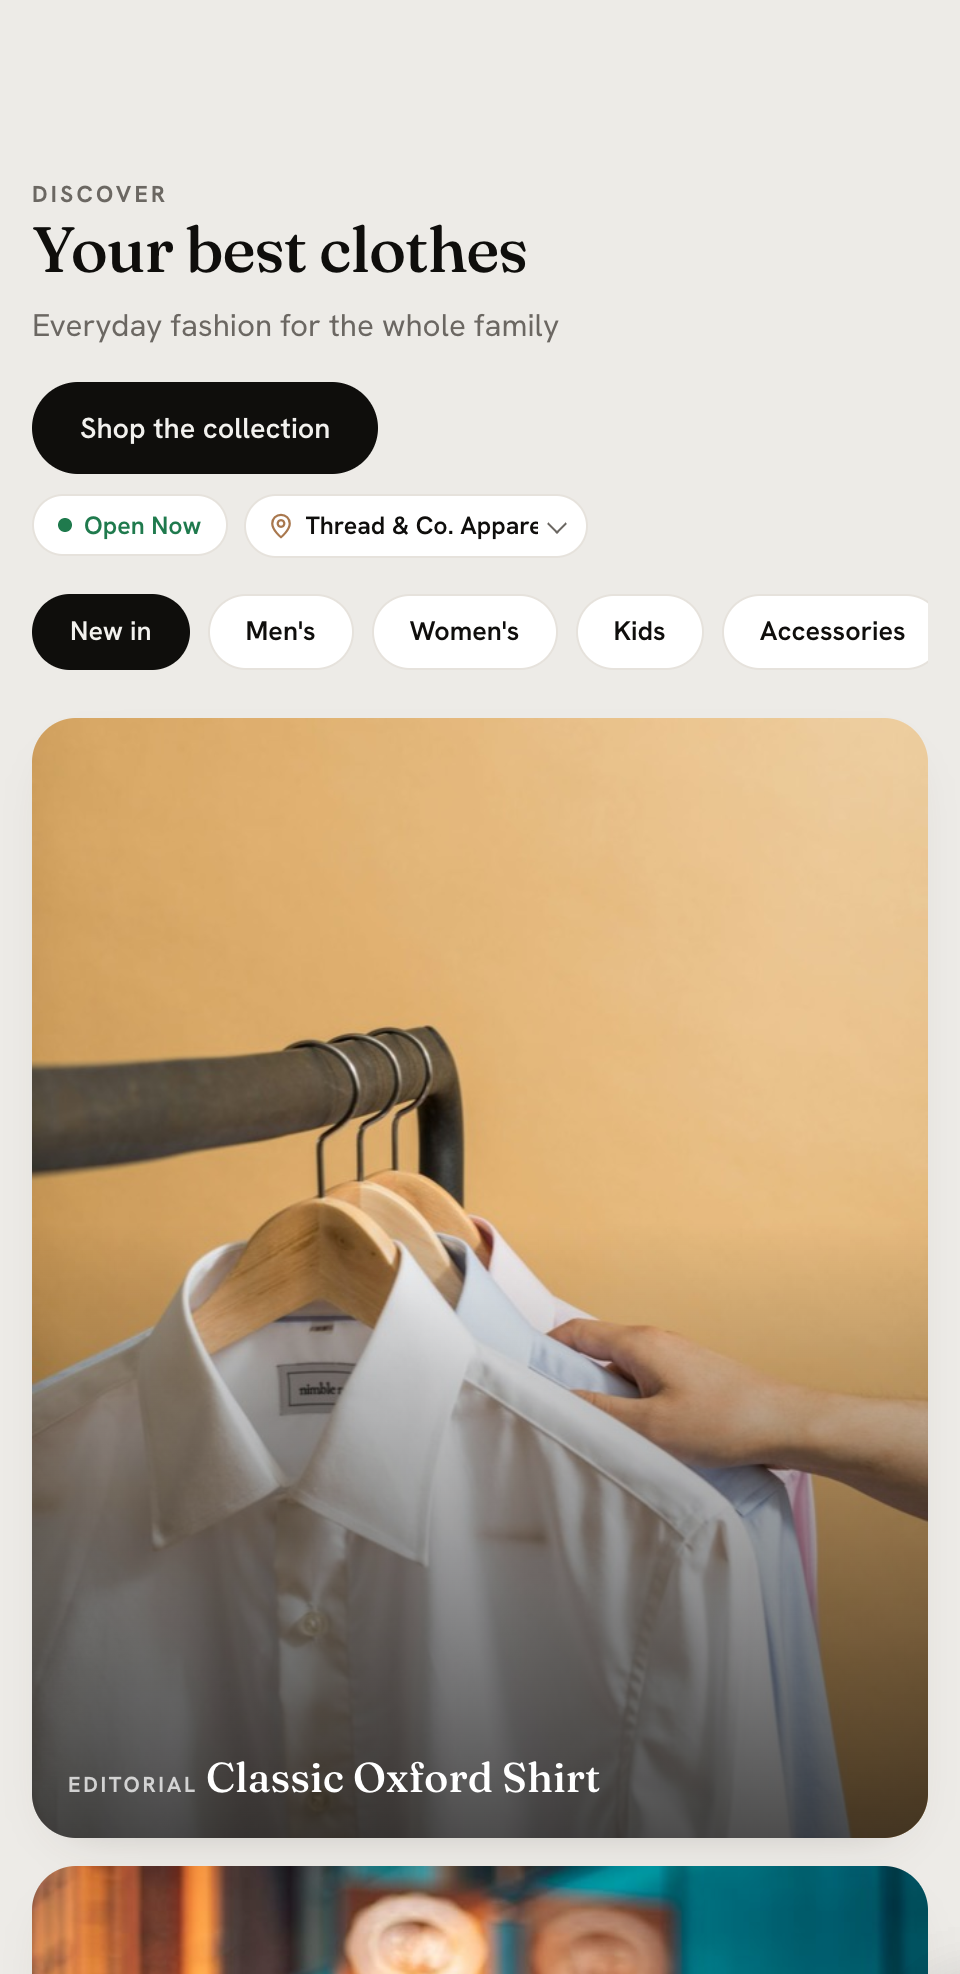 DISCOVER
Your best clothes
Everyday fashion for the whole family
Shop the collection
Open Now
Thread & Co. Appare
New in
Men's
Women's
Kids
Accessories
nimble
EDITORIAL Classic Oxford Shirt